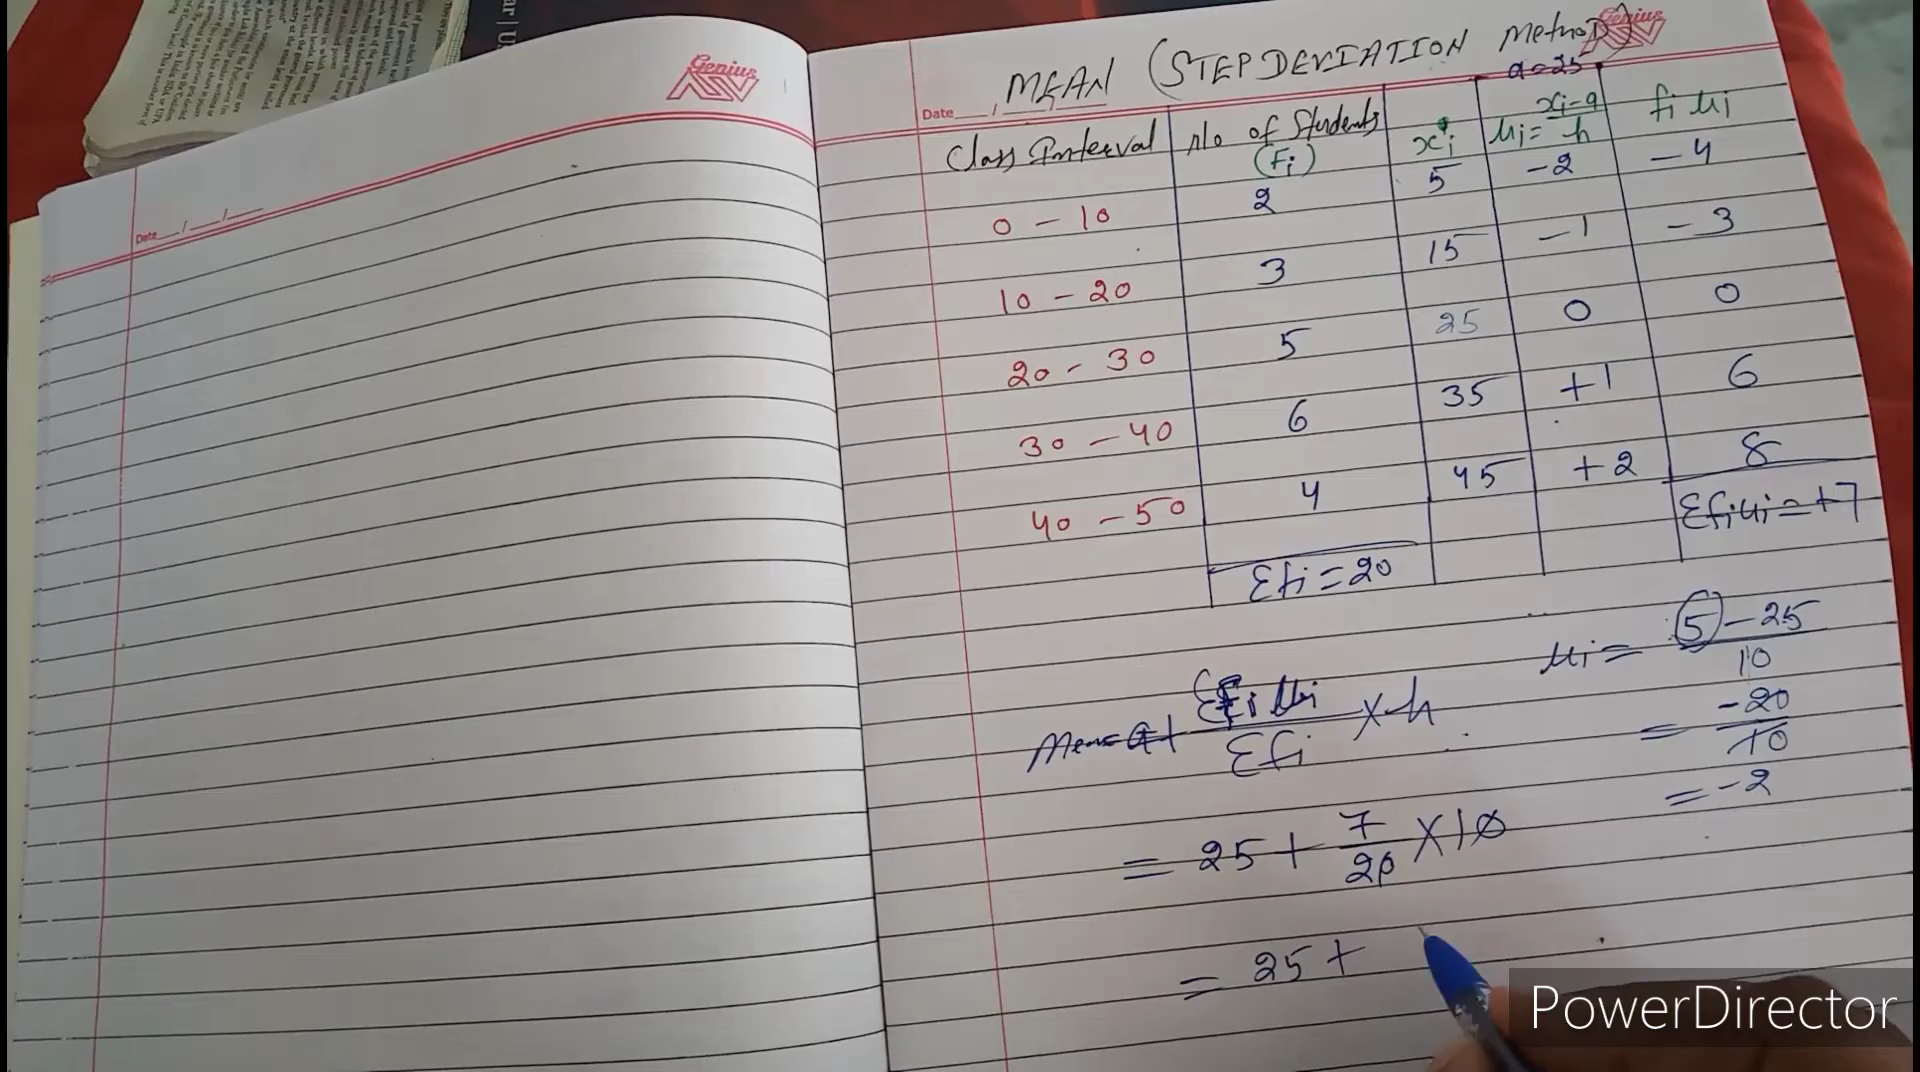 Genius
Date
Genius
Date
MEAN (STEP DEVIATION Method)
a=25
Class Interval | No of Students (fi) | xi | ui = xi-a/h | fiui
0 - 10 2 5 -2 -4
10 - 20 3 15 -1 -3
20 - 30 5 25 0 0
30 - 40 6 35 +1 6
40 - 50 4 45 +2 8
Σfi = 20 Σfiui = +7
ui = 5 - 25 / 10
= -20 / 10
= -2
Mean = a + Σfiui / Σfi × h
= 25 + 7/20 × 10
= 25 +
PowerDirector